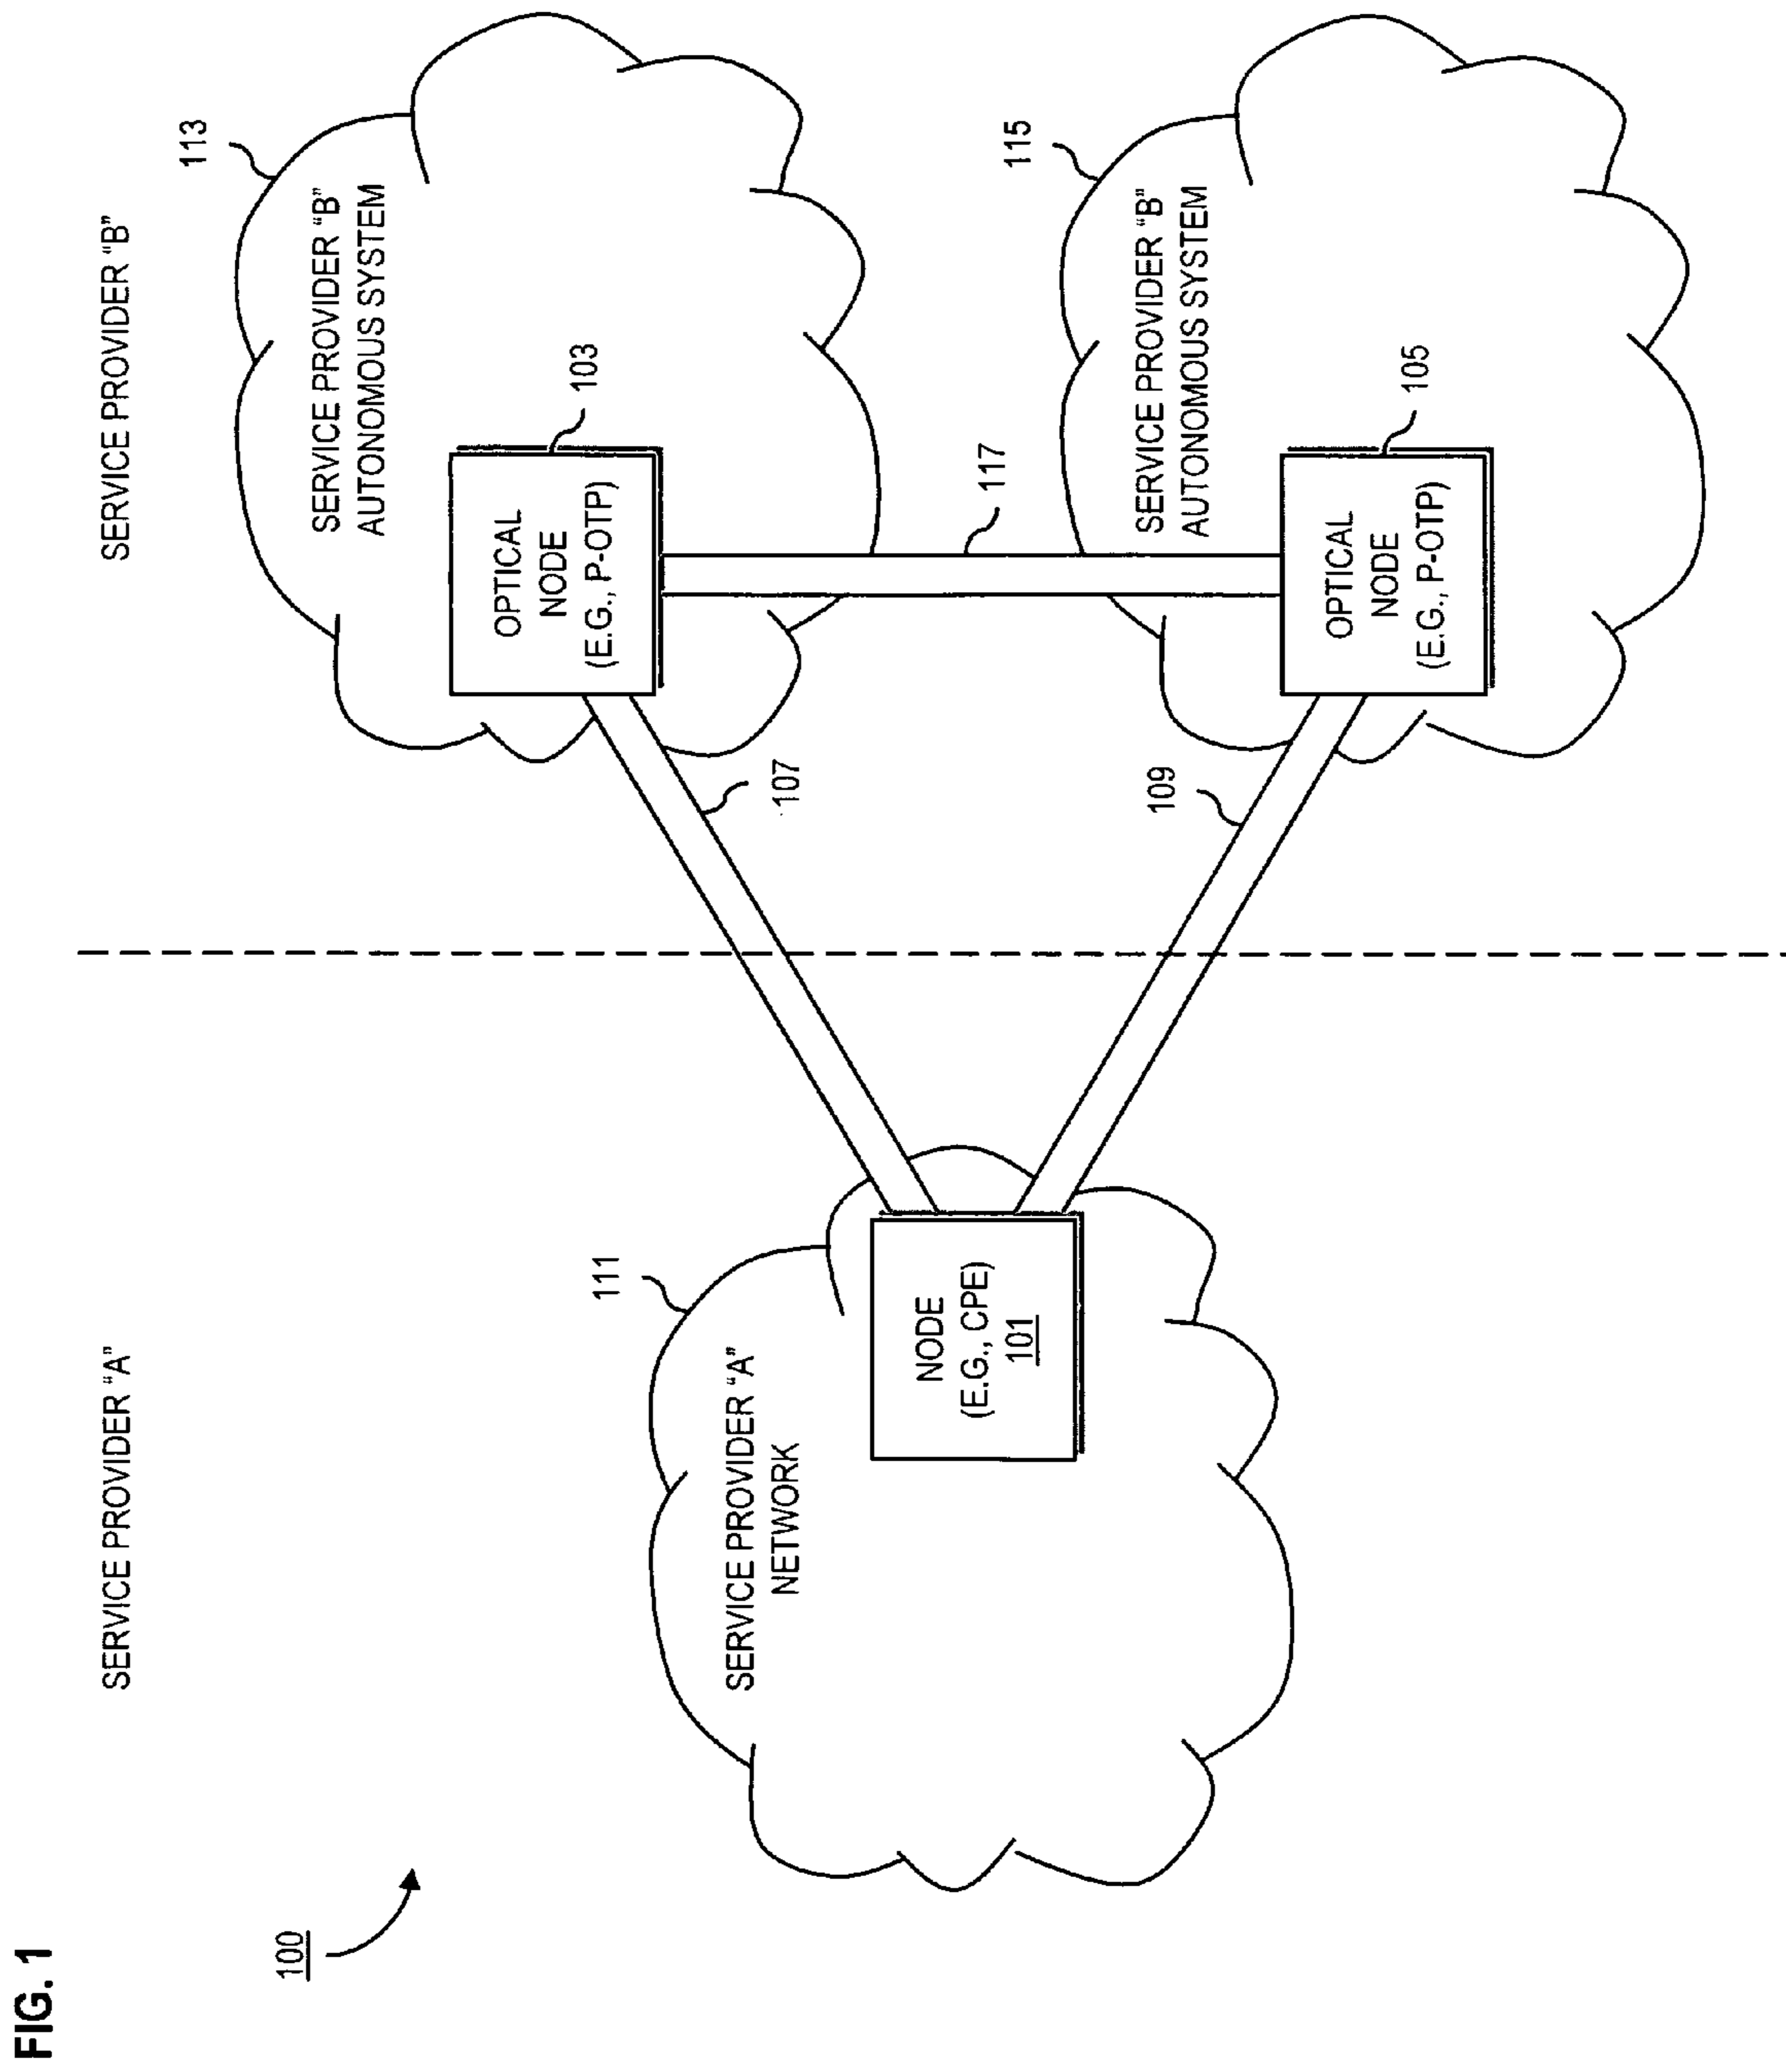 FIG. 1
100
SERVICE PROVIDER “A”
SERVICE PROVIDER “B”
111
SERVICE PROVIDER “A”
NETWORK
NODE
(E.G., CPE)
101
107
109
113
SERVICE PROVIDER “B”
AUTONOMOUS SYSTEM
OPTICAL
NODE
(E.G., P-OTP)
103
117
115
SERVICE PROVIDER “B”
AUTONOMOUS SYSTEM
OPTICAL
NODE
(E.G., P-OTP)
105